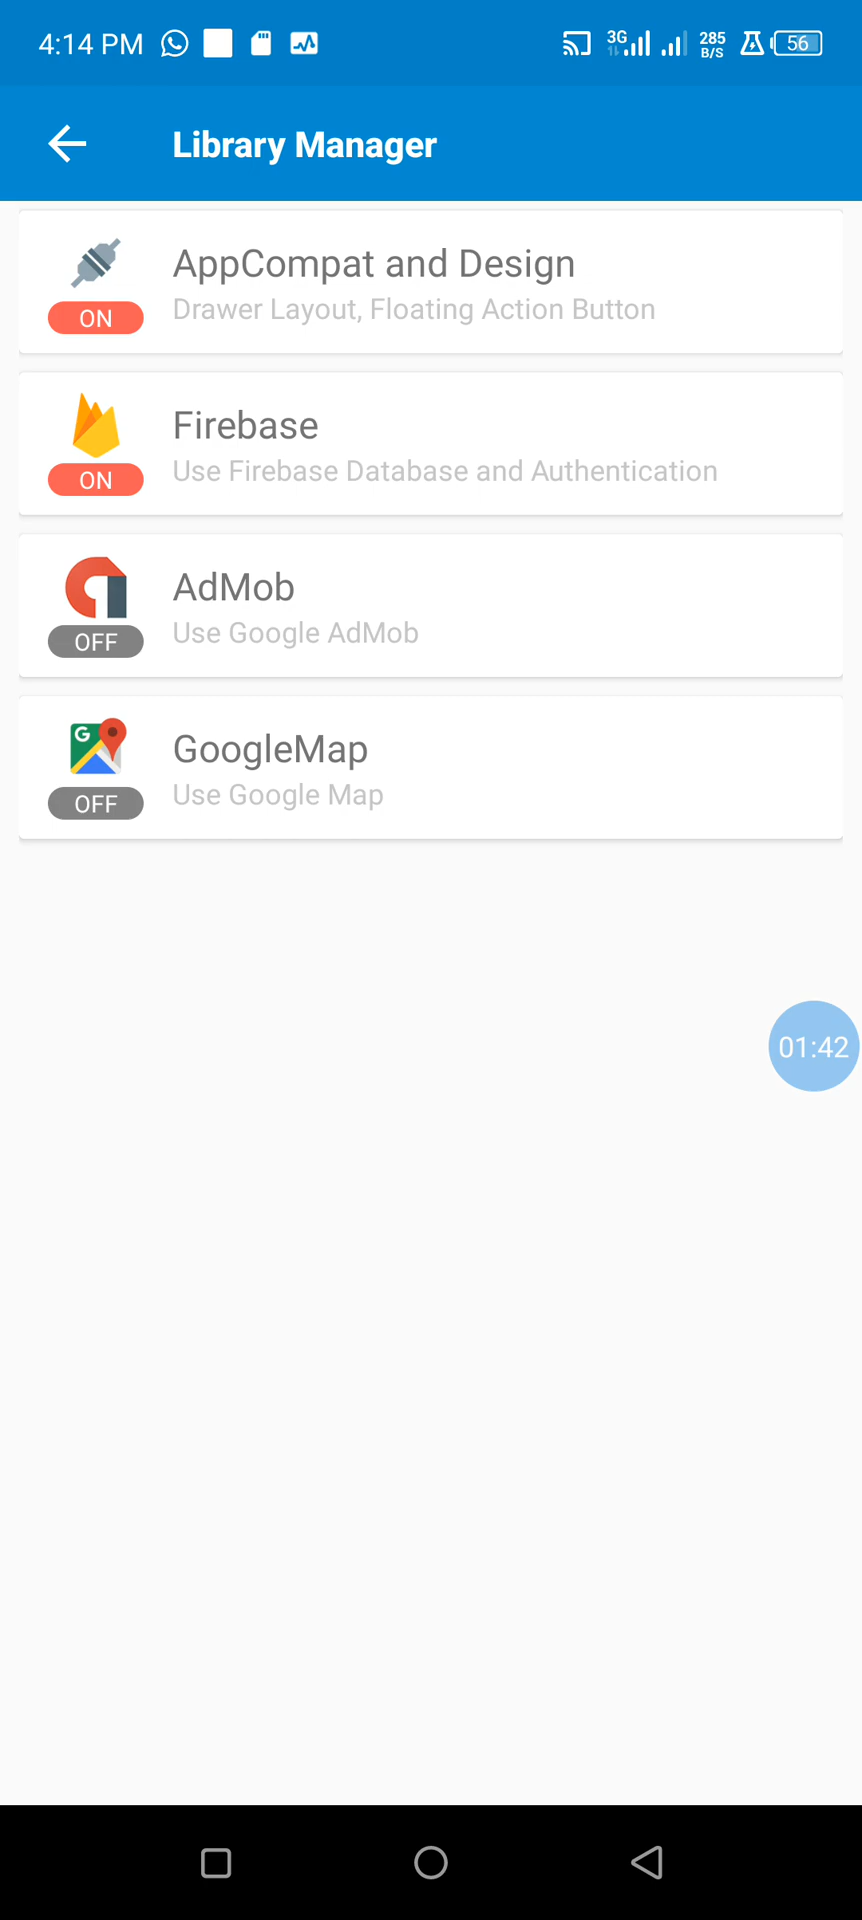 4:14 PM 3G 285 B/S 56
Library Manager
AppCompat and Design
ON
Drawer Layout, Floating Action Button
Firebase
ON
Use Firebase Database and Authentication
AdMob
OFF
Use Google AdMob
G
GoogleMap
OFF
Use Google Map
01:42